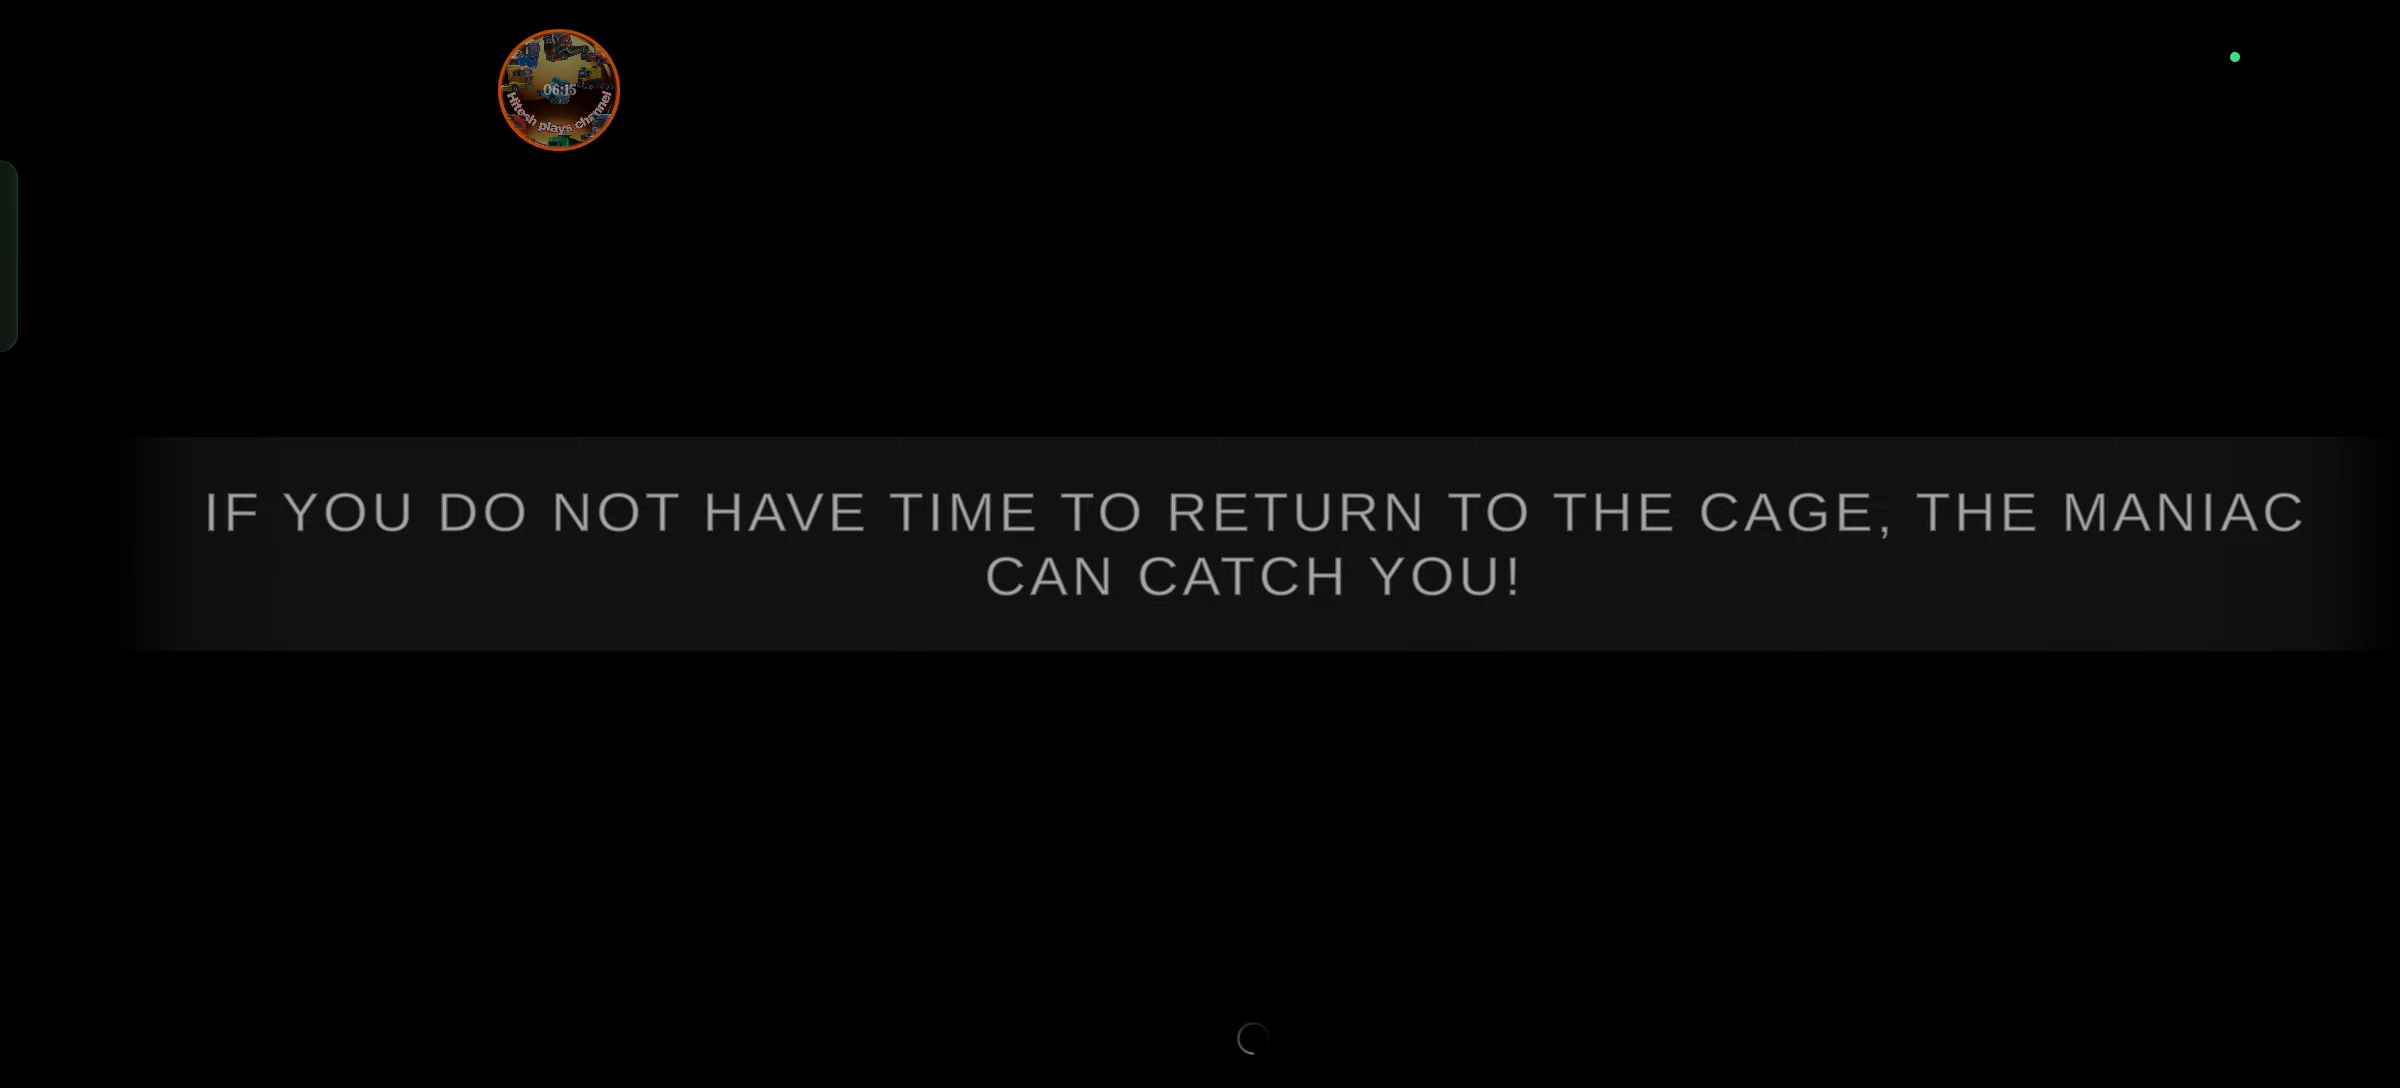 06:15
Hitesh plays channel
IF YOU DO NOT HAVE TIME TO RETURN TO THE CAGE, THE MANIAC
CAN CATCH YOU!